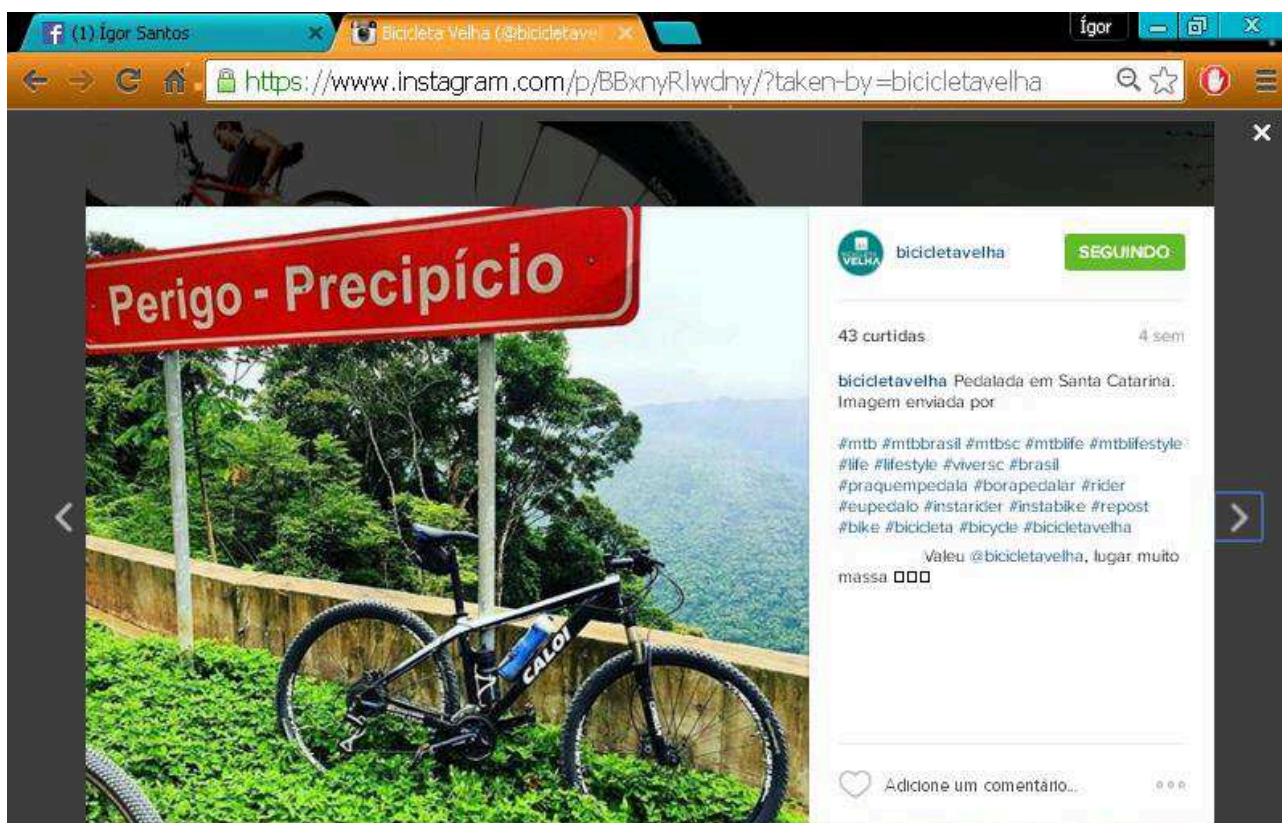 (1) Ígor Santos
Bicicleta Velha (@bicicletavel
Ígor
https://www.instagram.com/p/BBxnyRlwdny/?taken-by=bicicletavelha
Perigo - Precipício
CALOI
VELHA
bicicletavelha
SEGUINDO
43 curtidas
4 sem
bicicletavelha Pedalada em Santa Catarina.
Imagem enviada por
#mtb #mtbbrasil #mtbsc #mtblife #mtblifestyle
#life #lifestyle #viversc #brasil
#praquempedala #borapedalar #rider
#eupedalo #instarider #instabike #repost
#bike #bicicleta #bicycle #bicicletavelha
Valeu @bicicletavelha, lugar muito
massa
Adicione um comentário...